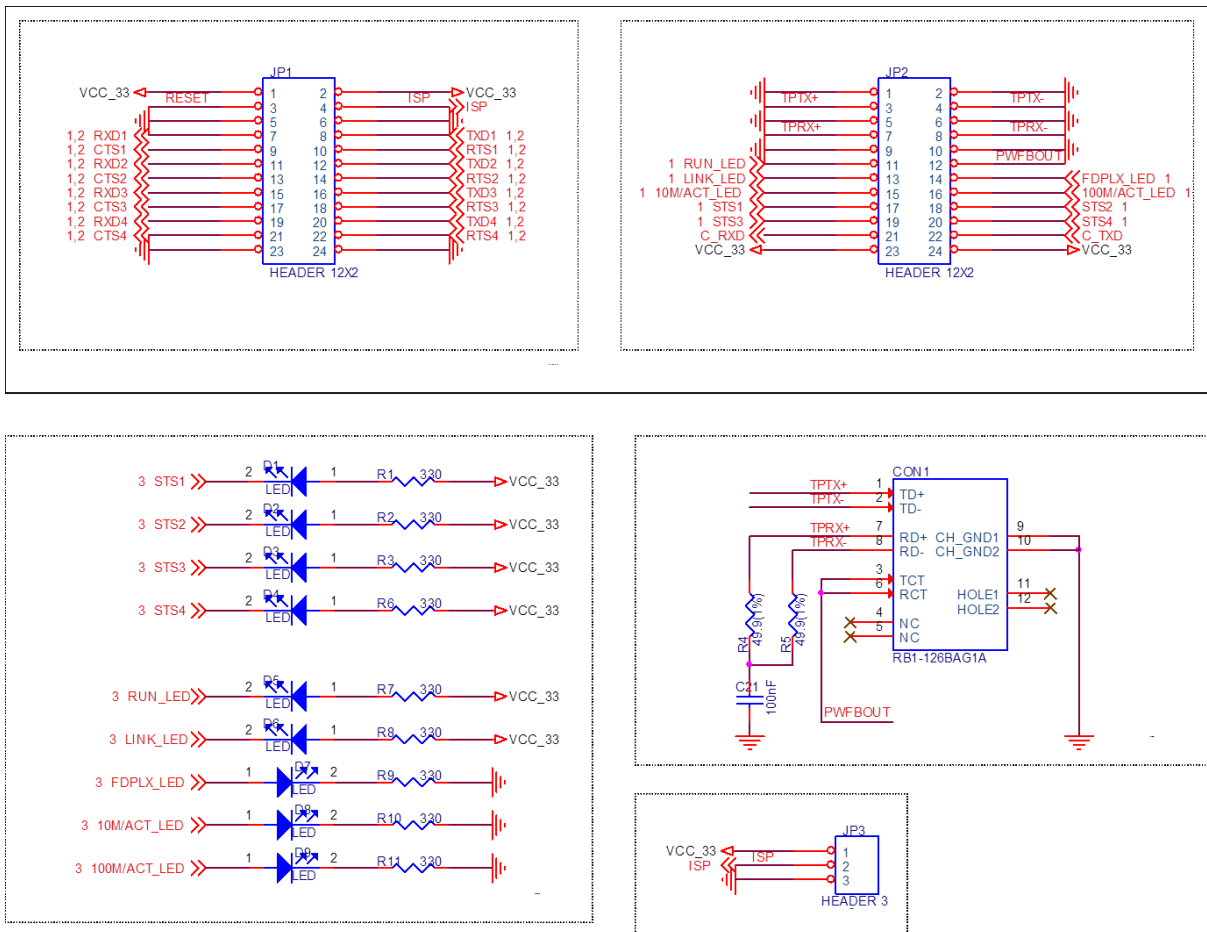 JP1
VCC_33 1 2 VCC_33
RESET 3 4 ISP ISP
5 6
1,2 RXD1 7 8 TXD1 1,2
1,2 CTS1 9 10 RTS1 1,2
1,2 RXD2 11 12 TXD2 1,2
1,2 CTS2 13 14 RTS2 1,2
1,2 RXD3 15 16 TXD3 1,2
1,2 CTS3 17 18 RTS3 1,2
1,2 RXD4 19 20 TXD4 1,2
1,2 CTS4 21 22 RTS4 1,2
23 24
HEADER 12X2
JP2
1 2
TPTX+ 3 4 TPTX-
5 6
TPRX+ 7 8 TPRX-
9 10
1 RUN_LED 11 12 PWFBOUT
1 LINK_LED 13 14 FDPLX_LED 1
1 10M/ACT_LED 15 16 100M/ACT_LED 1
1 STS1 17 18 STS2 1
1 STS3 19 20 STS4 1
C_RXD 21 22 C_TXD
VCC_33 23 24 VCC_33
HEADER 12X2
D1
3 STS1 2 LED 1 R1 330 VCC_33
D2
3 STS2 2 LED 1 R2 330 VCC_33
D3
3 STS3 2 LED 1 R3 330 VCC_33
D4
3 STS4 2 LED 1 R6 330 VCC_33
D5
3 RUN_LED 2 LED 1 R7 330 VCC_33
D6
3 LINK_LED 2 LED 1 R8 330 VCC_33
D7
3 FDPLX_LED 1 LED 2 R9 330
D8
3 10M/ACT_LED 1 LED 2 R10 330
D9
3 100M/ACT_LED 1 LED 2 R11 330
CON1
TPTX+ 1 TD+
TPTX- 2 TD-
TPRX+ 7 RD+ CH_GND1 9
TPRX- 8 RD- CH_GND2 10
3 TCT
6 RCT HOLE1 11
HOLE2 12
4 NC
5 NC
RB1-126BAG1A
R4 49.9(1%)
R5 49.9(1%)
C21 100nF
PWFBOUT
JP3
VCC_33 1
ISP ISP 2
3
HEADER 3